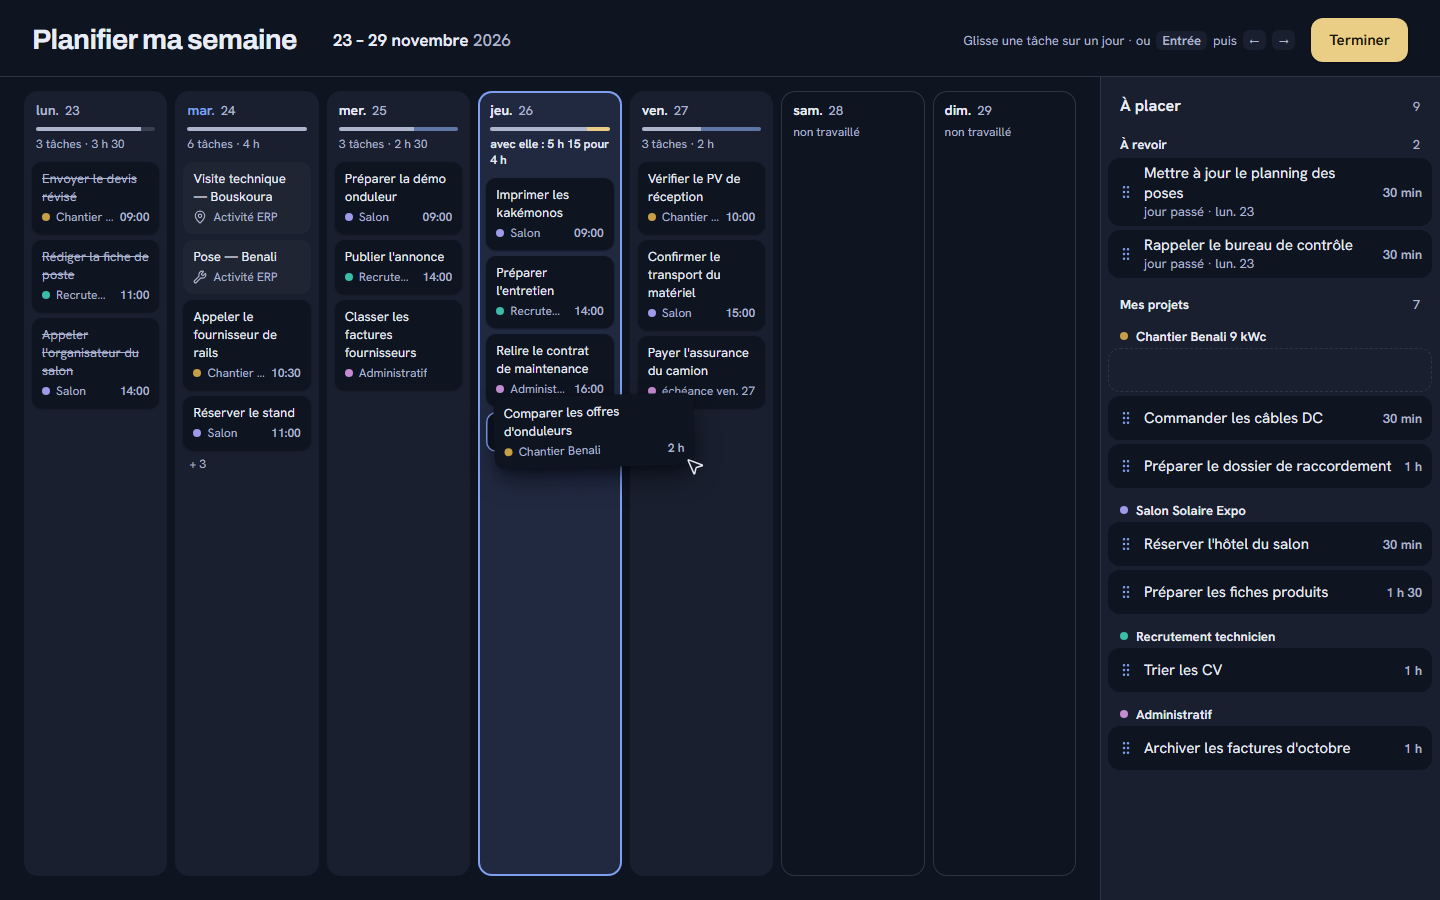 Planifier ma semaine
23 – 29 novembre 2026
Glisse une tâche sur un jour · ou Entrée puis ← →
Terminer
lun. 23
3 tâches · 3 h 30
Envoyer le devis
révisé
Chantier ... 09:00
Rédiger la fiche de
poste
Recrute... 11:00
Appeler
l'organisateur du
salon
Salon 14:00
mar. 24
6 tâches · 4 h
Visite technique
— Bouskoura
Activité ERP
Pose — Benali
Activité ERP
Appeler le
fournisseur de
rails
Chantier ... 10:30
Réserver le stand
Salon 11:00
+ 3
mer. 25
3 tâches · 2 h 30
Préparer la démo
onduleur
Salon 09:00
Publier l'annonce
Recrute... 14:00
Classer les
factures
fournisseurs
Administratif
jeu. 26
avec elle : 5 h 15 pour
4 h
Imprimer les
kakémonos
Salon 09:00
Préparer
l'entretien
Recrute... 14:00
Relire le contrat
de maintenance
Administ... 16:00
Comparer les offres
d'onduleurs
Chantier Benali 2 h
ven. 27
3 tâches · 2 h
Vérifier le PV de
réception
Chantier ... 10:00
Confirmer le
transport du
matériel
Salon 15:00
Payer l'assurance
du camion
échéance ven. 27
sam. 28
non travaillé
dim. 29
non travaillé
À placer 9
À revoir 2
Mettre à jour le planning des
poses
30 min
jour passé · lun. 23
Rappeler le bureau de contrôle
30 min
jour passé · lun. 23
Mes projets 7
Chantier Benali 9 kWc
Commander les câbles DC 30 min
Préparer le dossier de raccordement 1 h
Salon Solaire Expo
Réserver l'hôtel du salon 30 min
Préparer les fiches produits 1 h 30
Recrutement technicien
Trier les CV 1 h
Administratif
Archiver les factures d'octobre 1 h